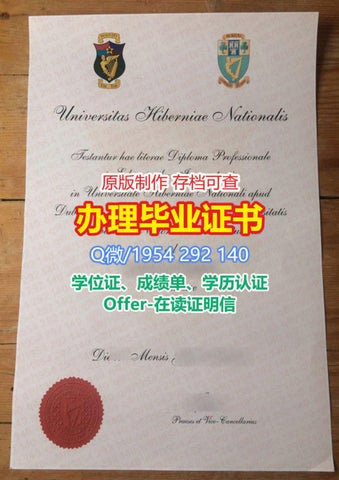 Universitas Hiberniae Nationalis
Testantur hae literae Diploma Professionale
in Universitate Hiberniae Nationali apud
原版制作 存档可查
办理毕业证书
Q微/1954 292 140
学位证、成绩单、学历认证
Offer-在读证明信
Die... Mensis
Praeses et Vice-Cancellarius